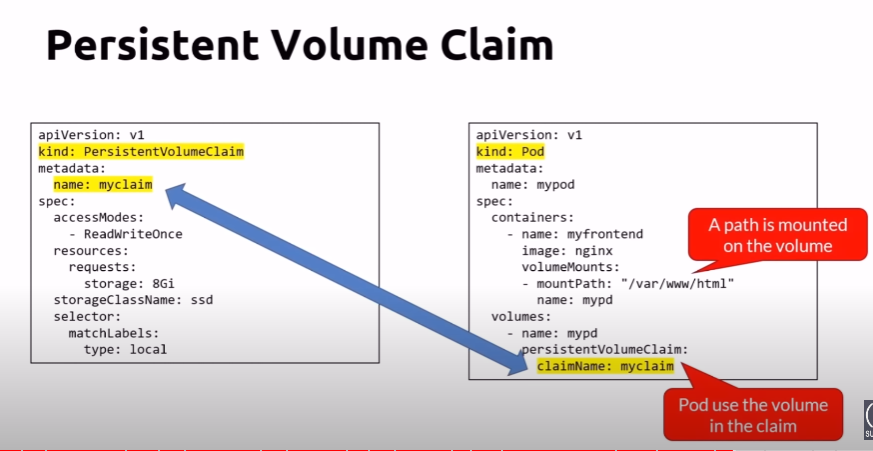 Persistent Volume Claim
apiVersion: v1
kind: PersistentVolumeClaim
metadata:
name: myclaim
spec:
accessModes:
- ReadWriteOnce
resources:
requests:
storage: 8Gi
storageClassName: ssd
selector:
matchLabels:
type: local
apiVersion: v1
kind: Pod
metadata:
name: mypod
spec:
containers:
- name: myfrontend
image: nginx
volumeMounts:
- mountPath: "/var/www/html"
name: mypd
volumes:
- name: mypd
persistentVolumeClaim:
claimName: myclaim
A path is mounted
on the volume
Pod use the volume
in the claim